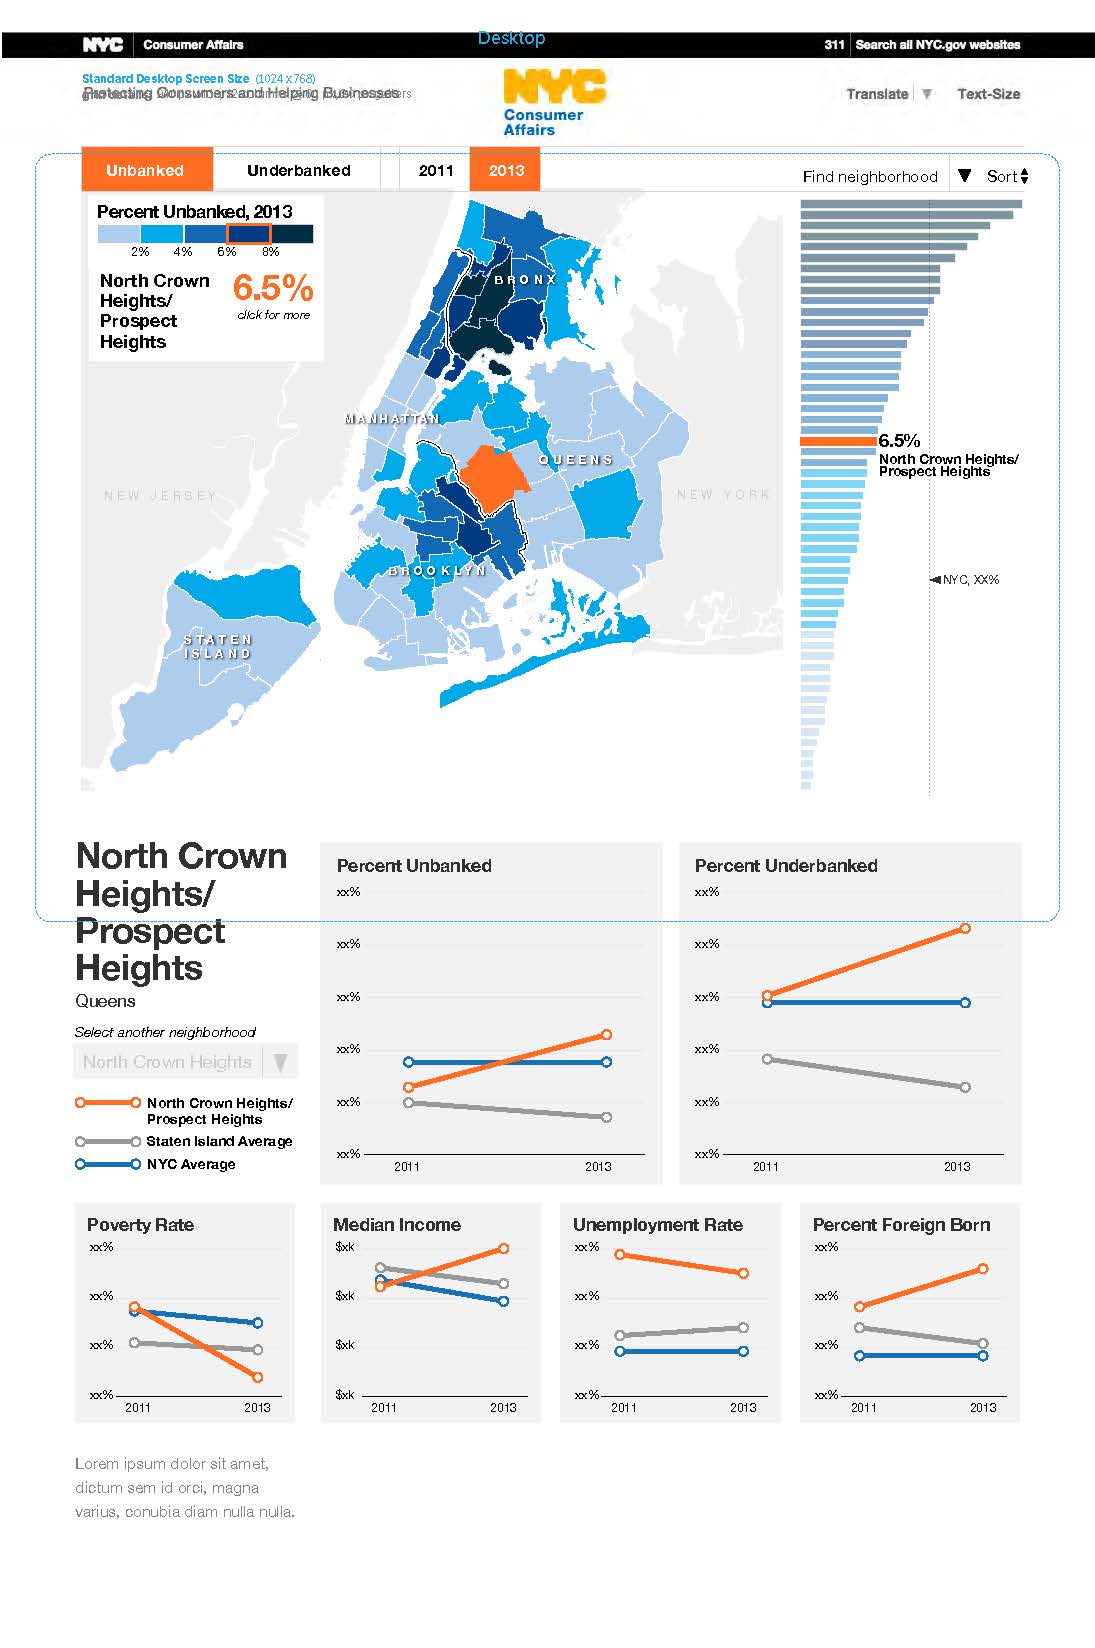 Desktop
NYC Consumer Affairs
311 Search all NYC.gov websites
Standard Desktop Screen Size (1024 x 768)
Protecting Consumers and Helping Businesses
NYC
Consumer
Affairs
Translate
Text-Size
Unbanked
Underbanked
2011
2013
Find neighborhood
Sort
Percent Unbanked, 2013
2% 4% 6% 8%
North Crown
Heights/
Prospect
Heights
6.5%
click for more
BRONX
MANHATTAN
QUEENS
NEW JERSEY
NEW YORK
BROOKLYN
STATEN
ISLAND
6.5%
North Crown Heights/
Prospect Heights
NYC, XX%
North Crown
Heights/
Prospect
Heights
Queens
Select another neighborhood
North Crown Heights
North Crown Heights/
Prospect Heights
Staten Island Average
NYC Average
Percent Unbanked
xx%
xx%
xx%
xx%
xx%
xx%
2011 2013
Percent Underbanked
xx%
xx%
xx%
xx%
xx%
xx%
2011 2013
Poverty Rate
xx%
xx%
xx%
xx%
2011 2013
Median Income
$xk
$xk
$xk
$xk
2011 2013
Unemployment Rate
xx%
xx%
xx%
xx%
2011 2013
Percent Foreign Born
xx%
xx%
xx%
xx%
2011 2013
Lorem ipsum dolor sit amet,
dictum sem id orci, magna
varius, conubia diam nulla nulla.